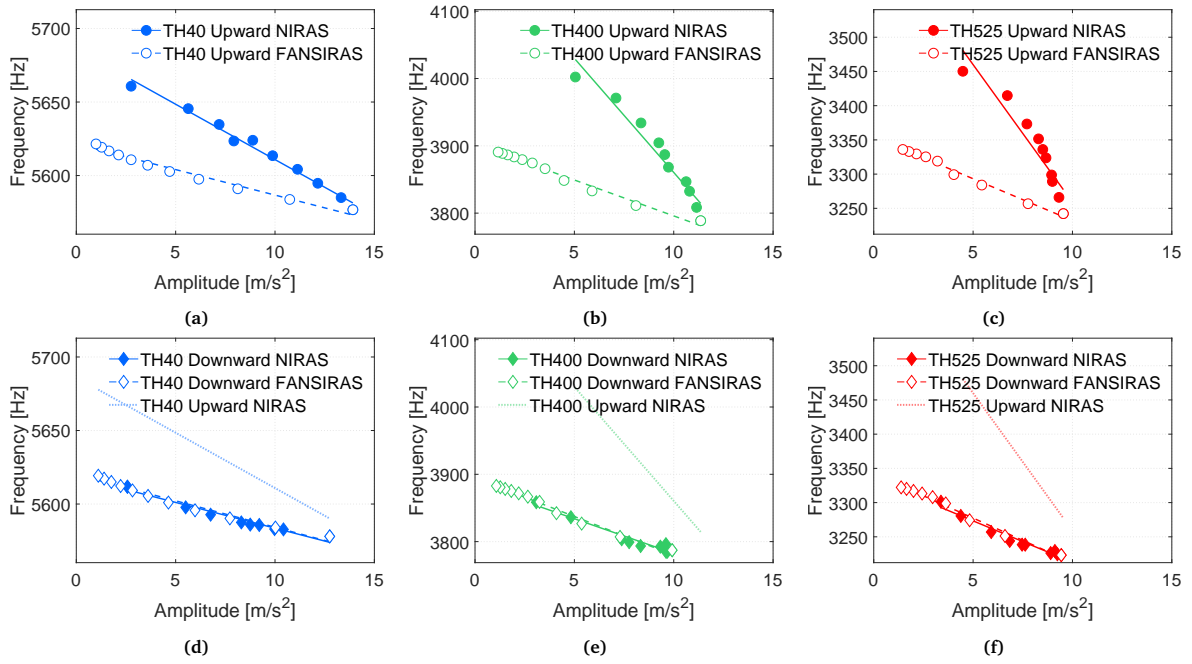 5700
5650
5600
Frequency [Hz]
TH40 Upward NIRAS
TH40 Upward FANSIRAS
0 5 10 15
Amplitude [m/s²]
(a)
4100
4000
3900
3800
Frequency [Hz]
TH400 Upward NIRAS
TH400 Upward FANSIRAS
0 5 10 15
Amplitude [m/s²]
(b)
3500
3450
3400
3350
3300
3250
Frequency [Hz]
TH525 Upward NIRAS
TH525 Upward FANSIRAS
0 5 10 15
Amplitude [m/s²]
(c)
5700
5650
5600
Frequency [Hz]
TH40 Downward NIRAS
TH40 Downward FANSIRAS
TH40 Upward NIRAS
0 5 10 15
Amplitude [m/s²]
(d)
4100
4000
3900
3800
Frequency [Hz]
TH400 Downward NIRAS
TH400 Downward FANSIRAS
TH400 Upward NIRAS
0 5 10 15
Amplitude [m/s²]
(e)
3500
3450
3400
3350
3300
3250
Frequency [Hz]
TH525 Downward NIRAS
TH525 Downward FANSIRAS
TH525 Upward NIRAS
0 5 10 15
Amplitude [m/s²]
(f)